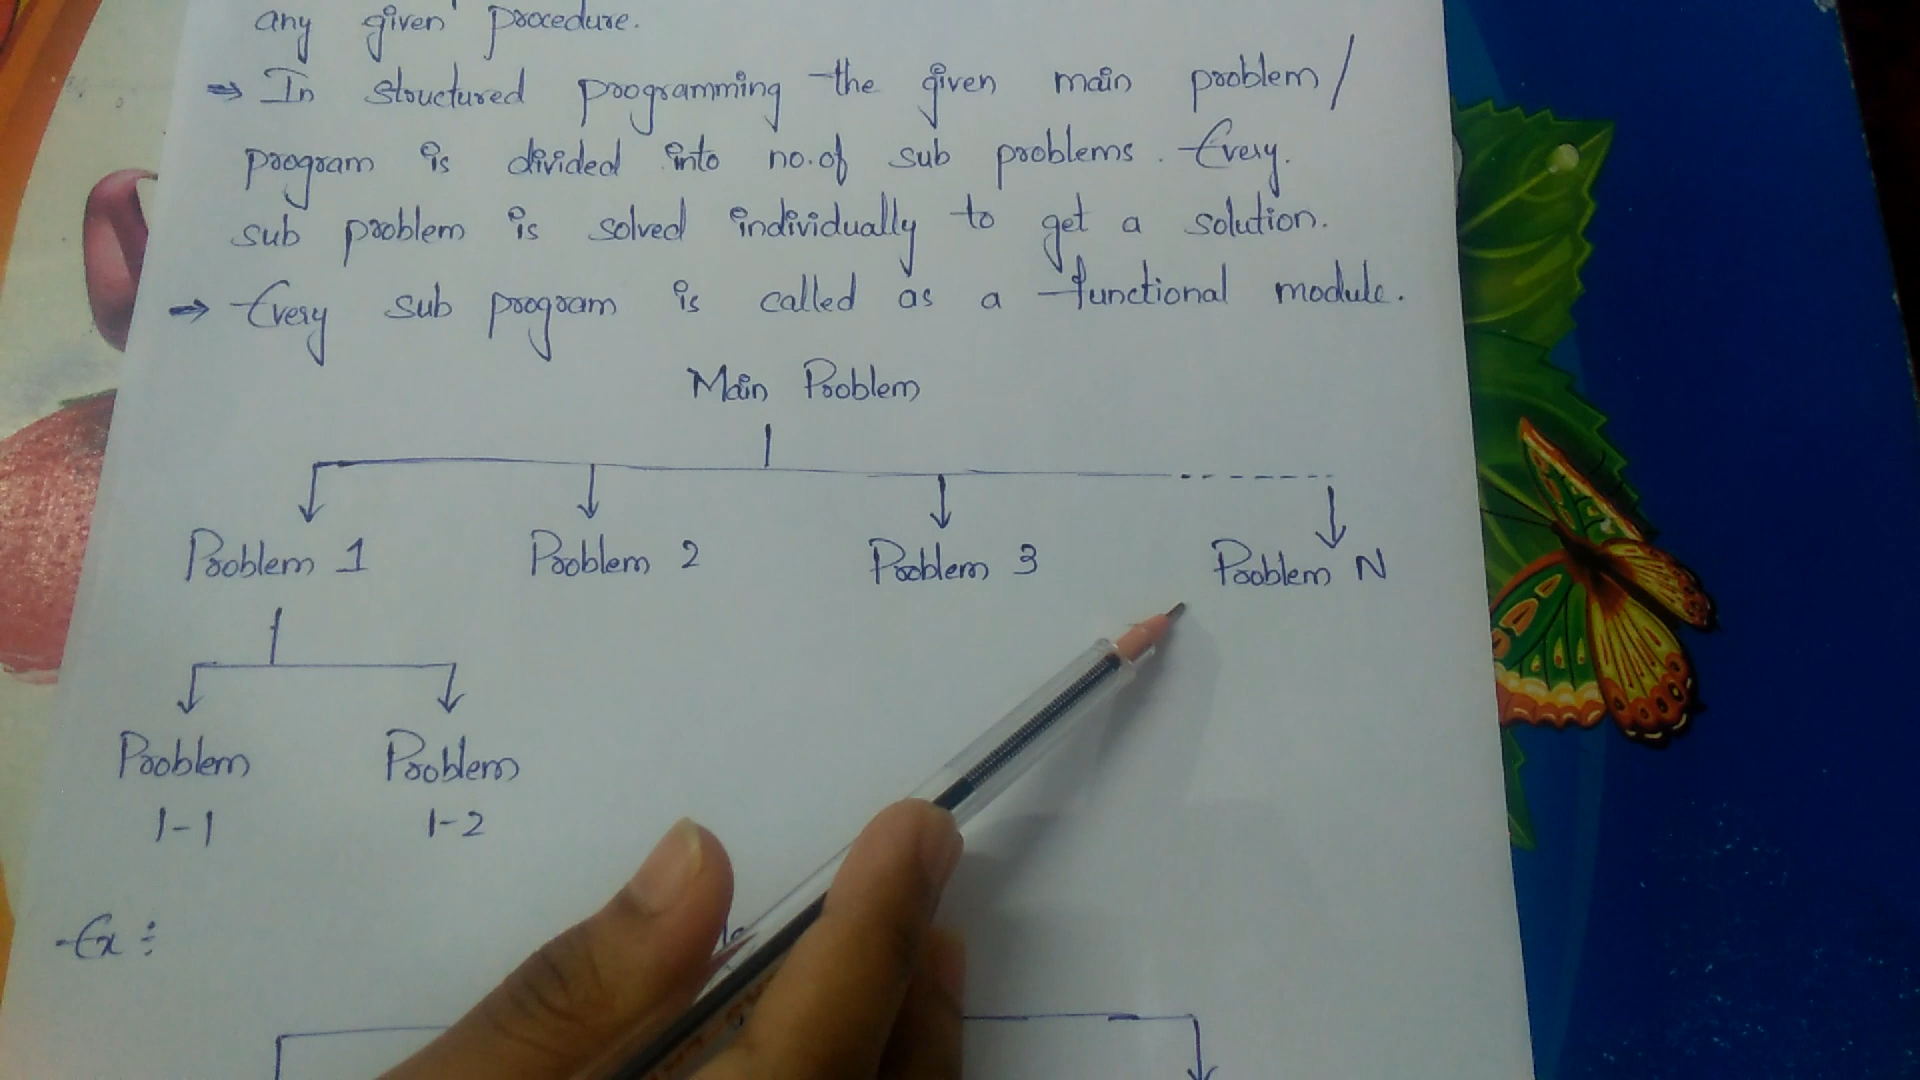 any given procedure.
⇒ In structured programming the given main problem/
program is divided into no.of sub problems. Every
sub problem is solved individually to get a solution.
→ Every sub program is called as a functional module.
Main Problem
Problem 1 Problem 2 Problem 3 Problem N
Problem Problem
1-1 1-2
Ex :